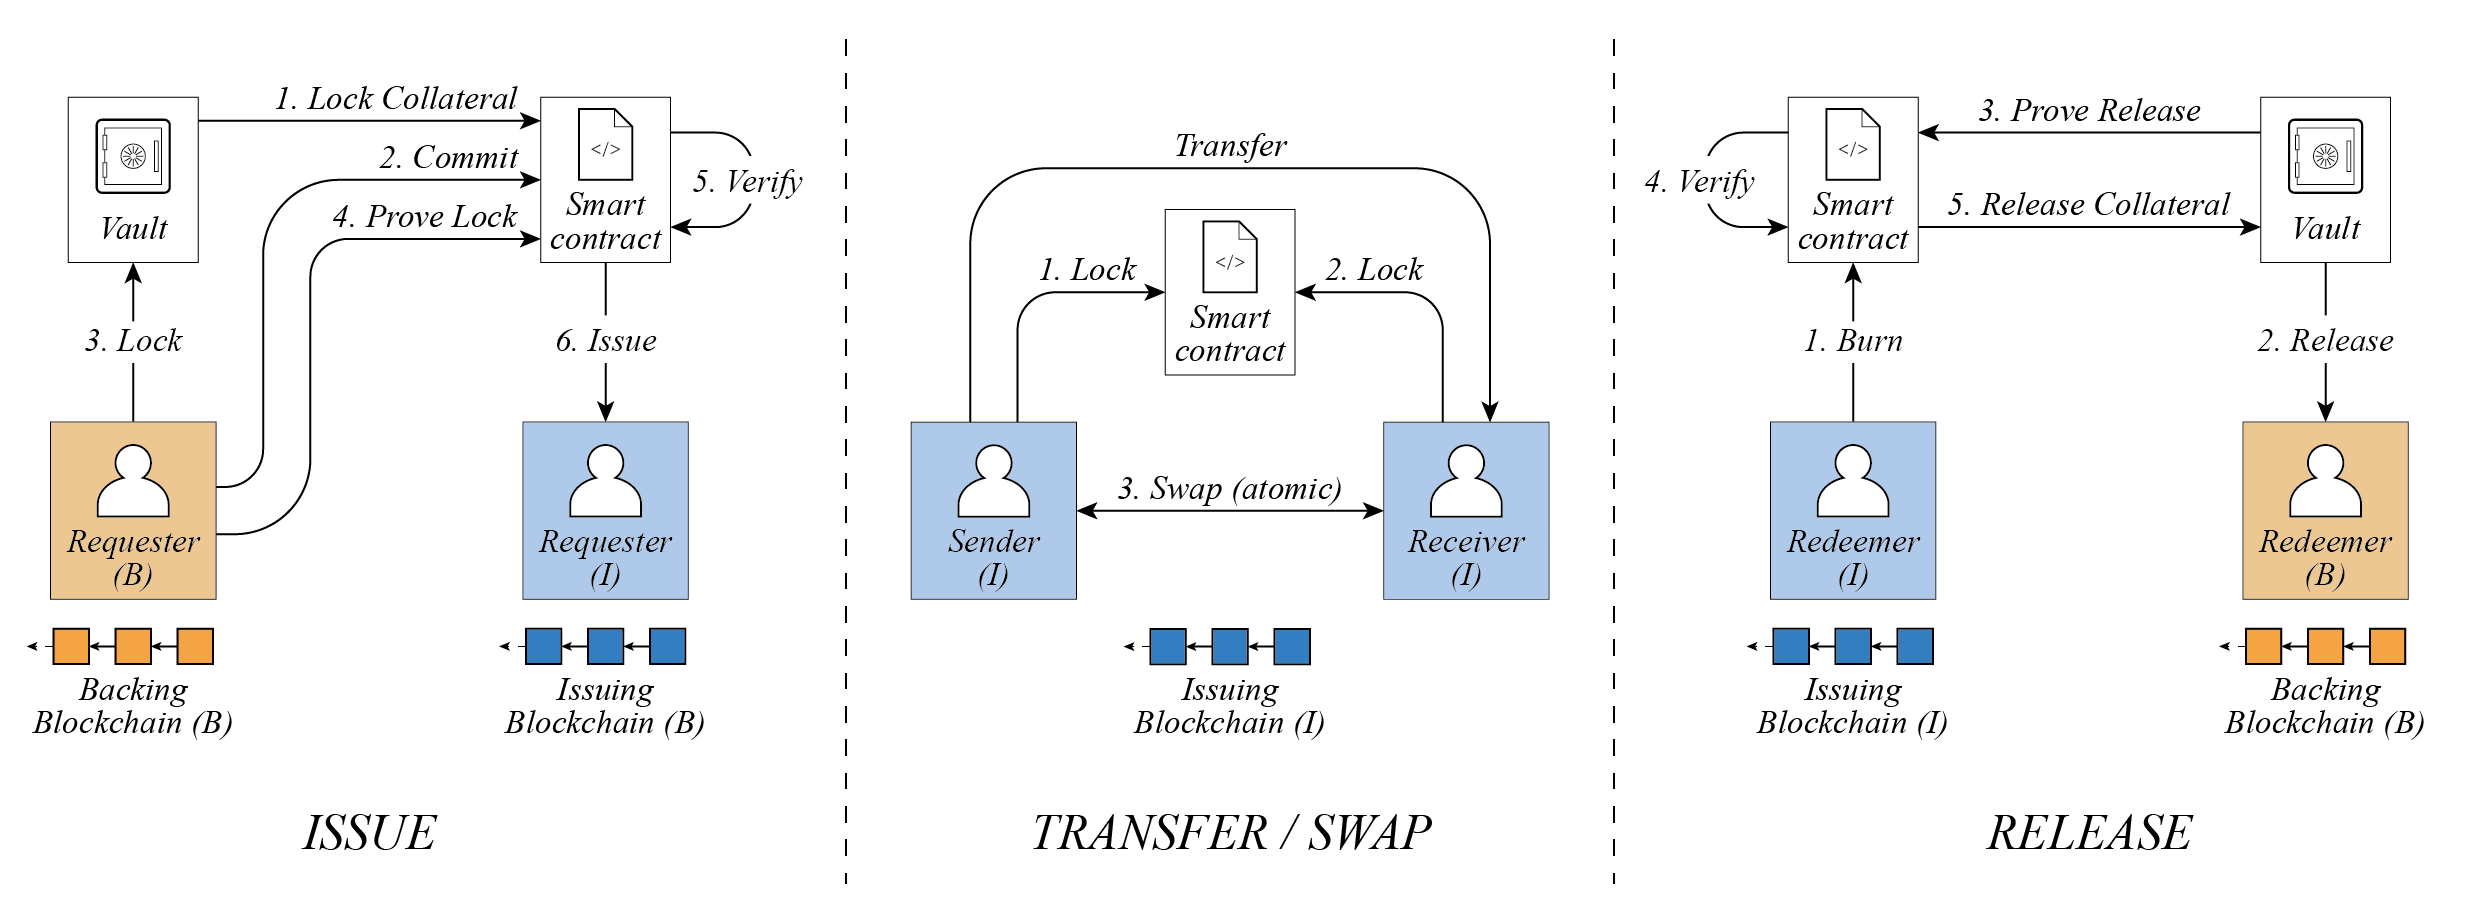 1. Lock Collateral
2. Commit
4. Prove Lock
Vault
</>
Smart
contract
5. Verify
3. Lock
6. Issue
Requester
(B)
Requester
(I)
Backing
Blockchain (B)
Issuing
Blockchain (B)
ISSUE
Transfer
1. Lock
2. Lock
</>
Smart
contract
3. Swap (atomic)
Sender
(I)
Receiver
(I)
Issuing
Blockchain (I)
TRANSFER / SWAP
3. Prove Release
4. Verify
</>
Smart
contract
5. Release Collateral
Vault
1. Burn
2. Release
Redeemer
(I)
Redeemer
(B)
Issuing
Blockchain (I)
Backing
Blockchain (B)
RELEASE